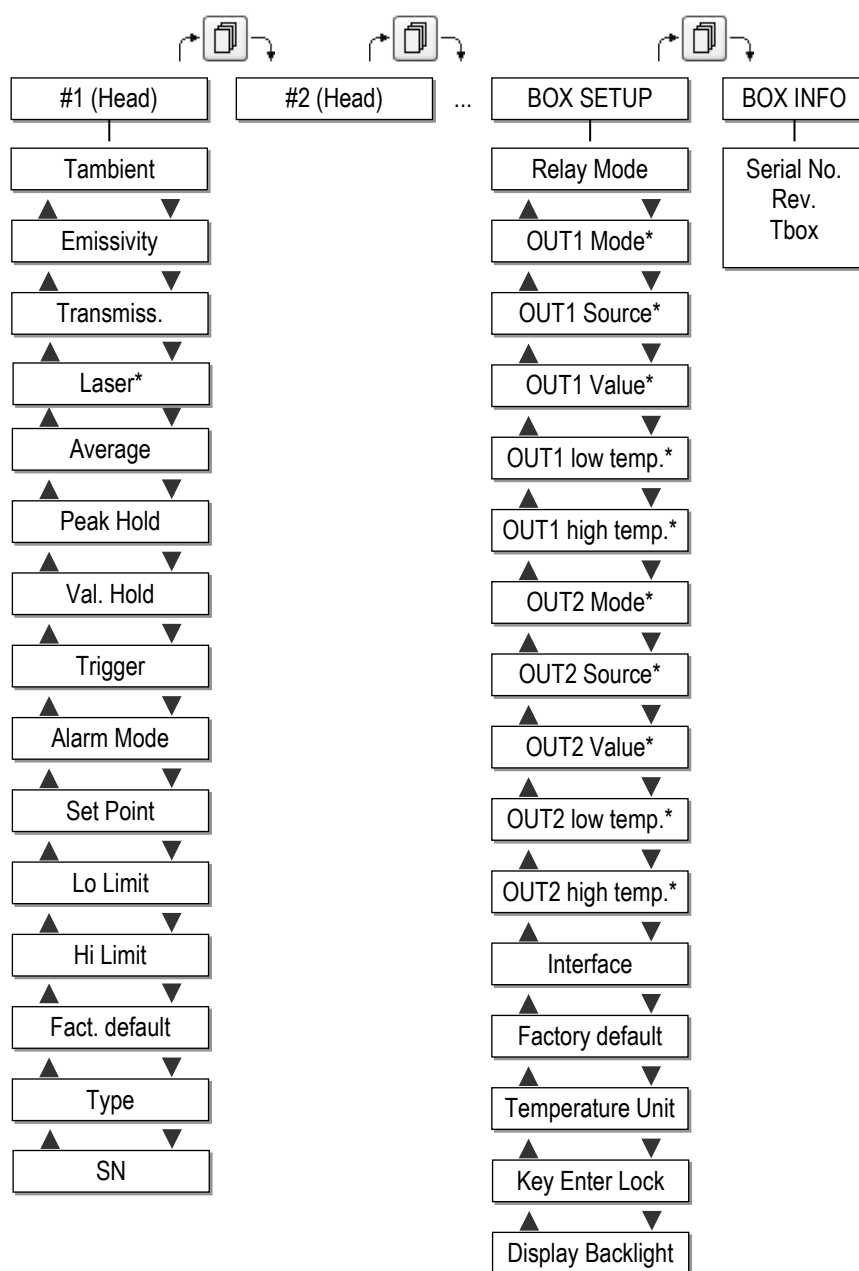 #1 (Head)
#2 (Head)
...
BOX SETUP
BOX INFO
Tambient
Emissivity
Transmiss.
Laser*
Average
Peak Hold
Val. Hold
Trigger
Alarm Mode
Set Point
Lo Limit
Hi Limit
Fact. default
Type
SN
Relay Mode
OUT1 Mode*
OUT1 Source*
OUT1 Value*
OUT1 low temp.*
OUT1 high temp.*
OUT2 Mode*
OUT2 Source*
OUT2 Value*
OUT2 low temp.*
OUT2 high temp.*
Interface
Factory default
Temperature Unit
Key Enter Lock
Display Backlight
Serial No.
Rev.
Tbox